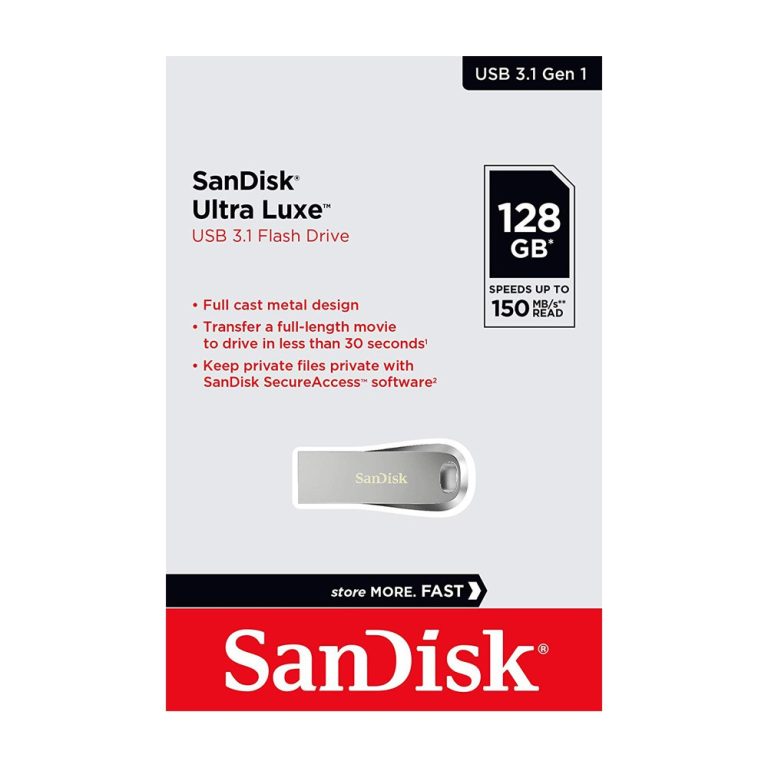 USB 3.1 Gen 1
SanDisk®
Ultra Luxe™
USB 3.1 Flash Drive
128
GB*
SPEEDS UP TO
150 MB/s** READ
• Full cast metal design
• Transfer a full-length movie
to drive in less than 30 seconds¹
• Keep private files private with
SanDisk SecureAccess™ software²
SanDisk
store MORE. FAST
SanDisk®